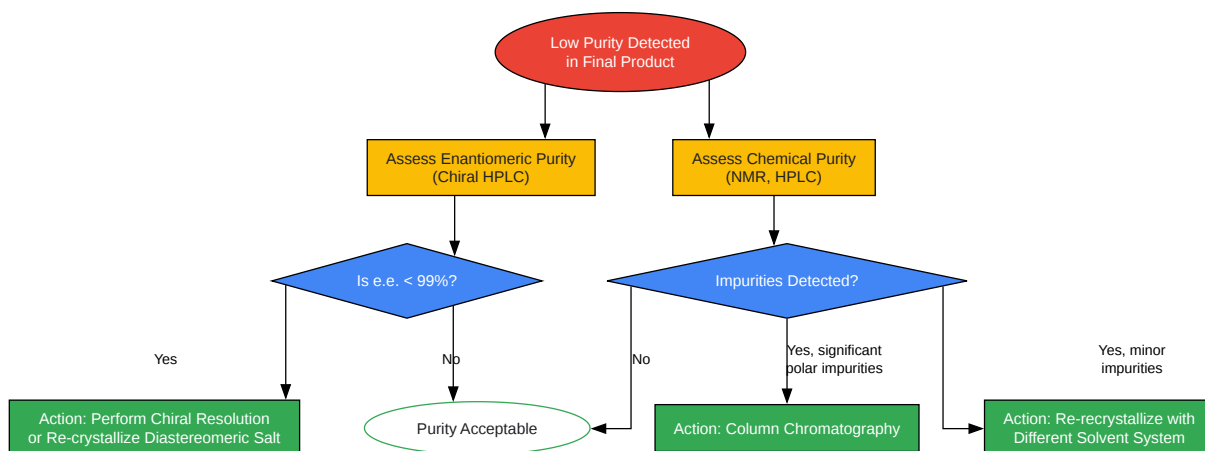 Low Purity Detected
in Final Product
Assess Enantiomeric Purity
(Chiral HPLC)
Assess Chemical Purity
(NMR, HPLC)
Is e.e. < 99%?
Impurities Detected?
Yes
No
No
Yes, significant
polar impurities
Yes, minor
impurities
Action: Perform Chiral Resolution
or Re-crystallize Diastereomeric Salt
Purity Acceptable
Action: Column Chromatography
Action: Re-recrystallize with
Different Solvent System